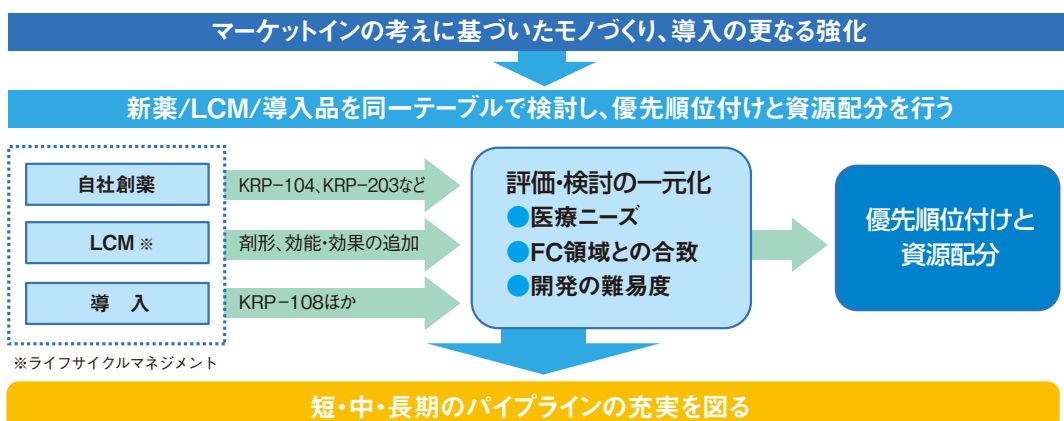 マーケットインの考えに基づいたモノづくり、導入の更なる強化
新薬/LCM/導入品を同一テーブルで検討し、優先順位付けと資源配分を行う
自社創薬
KRP-104、KRP-203など
LCM ※
剤形、効能・効果の追加
導 入
KRP-108ほか
※ライフサイクルマネジメント
評価・検討の一元化
●医療ニーズ
●FC領域との合致
●開発の難易度
優先順位付けと
資源配分
短・中・長期のパイプラインの充実を図る